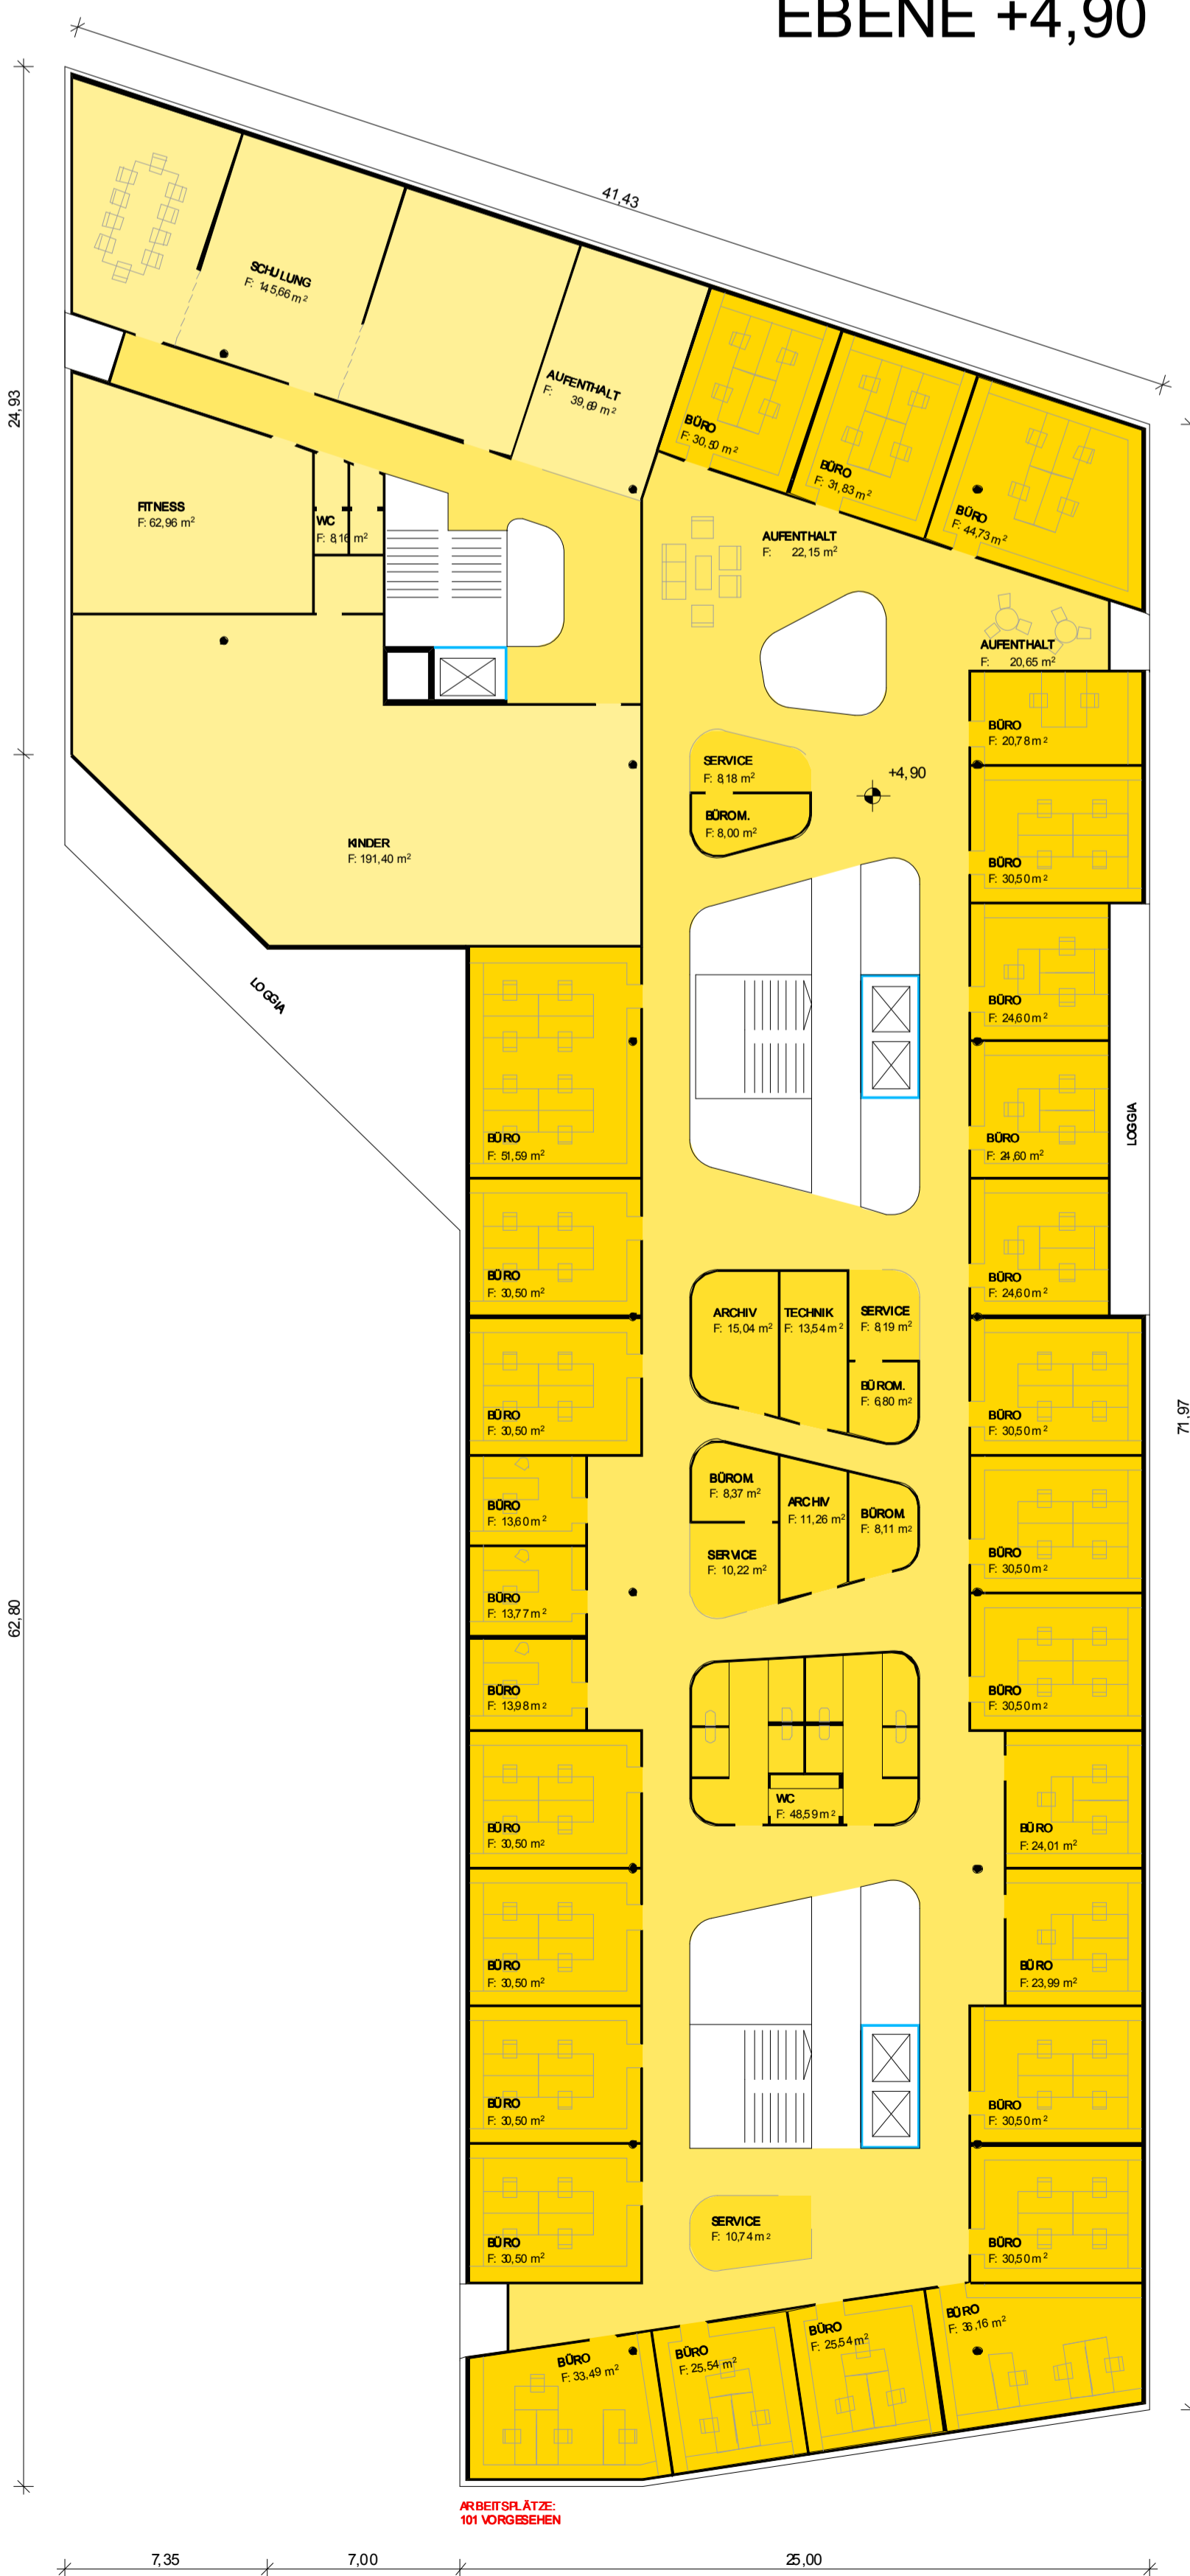 EBENE +4,90
41,43
24,93
SCHULUNG
F: 145,66 m²
AUFENTHALT
F: 39,69 m²
BÜRO
F: 30,50 m²
BÜRO
F: 31,83 m²
BÜRO
F: 44,73 m²
FITNESS
F: 62,96 m²
WC
F: 8,16 m²
AUFENTHALT
F: 22,15 m²
AUFENTHALT
F: 20,65 m²
BÜRO
F: 20,78 m²
SERVICE
F: 8,18 m²
+4,90
BÜROM.
F: 8,00 m²
KINDER
F: 191,40 m²
BÜRO
F: 30,50 m²
LOGGIA
BÜRO
F: 24,60 m²
LOGGIA
BÜRO
F: 51,59 m²
BÜRO
F: 24,60 m²
BÜRO
F: 30,50 m²
BÜRO
F: 24,60 m²
ARCHIV
F: 15,04 m²
TECHNIK
F: 13,54 m²
SERVICE
F: 8,19 m²
BÜROM.
F: 6,80 m²
BÜRO
F: 30,50 m²
BÜRO
F: 30,50 m²
71,97
BÜROM.
F: 8,37 m²
ARCHIV
F: 11,26 m²
BÜROM.
F: 8,11 m²
BÜRO
F: 13,60 m²
SERVICE
F: 10,22 m²
BÜRO
F: 30,50 m²
BÜRO
F: 13,77 m²
62,80
BÜRO
F: 13,98 m²
BÜRO
F: 30,50 m²
WC
F: 48,59 m²
BÜRO
F: 30,50 m²
BÜRO
F: 24,01 m²
BÜRO
F: 30,50 m²
BÜRO
F: 23,99 m²
BÜRO
F: 30,50 m²
BÜRO
F: 30,50 m²
SERVICE
F: 10,74 m²
BÜRO
F: 30,50 m²
BÜRO
F: 30,50 m²
BÜRO
F: 33,49 m²
BÜRO
F: 25,54 m²
BÜRO
F: 25,54 m²
BÜRO
F: 36,16 m²
ARBEITSPLÄTZE:
101 VORGESEHEN
7,35
7,00
25,00